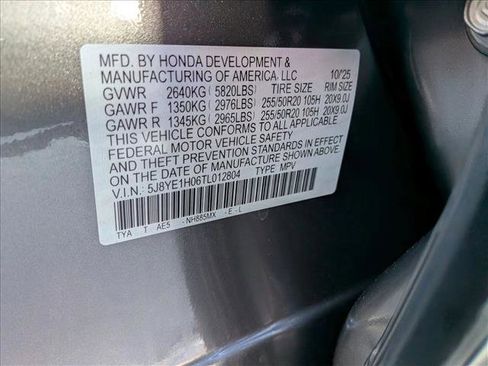 MFD. BY HONDA DEVELOPMENT &
MANUFACTURING OF AMERICA, LLC 10/25
GVWR 2640KG( 5820LBS) TIRE SIZE RIM SIZE
GAWR F 1350KG( 2976LBS) 255/50R20 105H 20X9.0J
GAWR R 1345KG( 2965LBS) 255/50R20 105H 20X9.0J
THIS VEHICLE CONFORMS TO ALL APPLICABLE
FEDERAL MOTOR VEHICLE SAFETY
AND THEFT PREVENTION STANDARDS IN EFFECT
ON THE DATE OF MANUFACTURE SHOWN ABOVE.
V.I.N.: 5J8YE1H06TL012804 TYPE MPV
TYA T AE5 -NH885MX -E-L